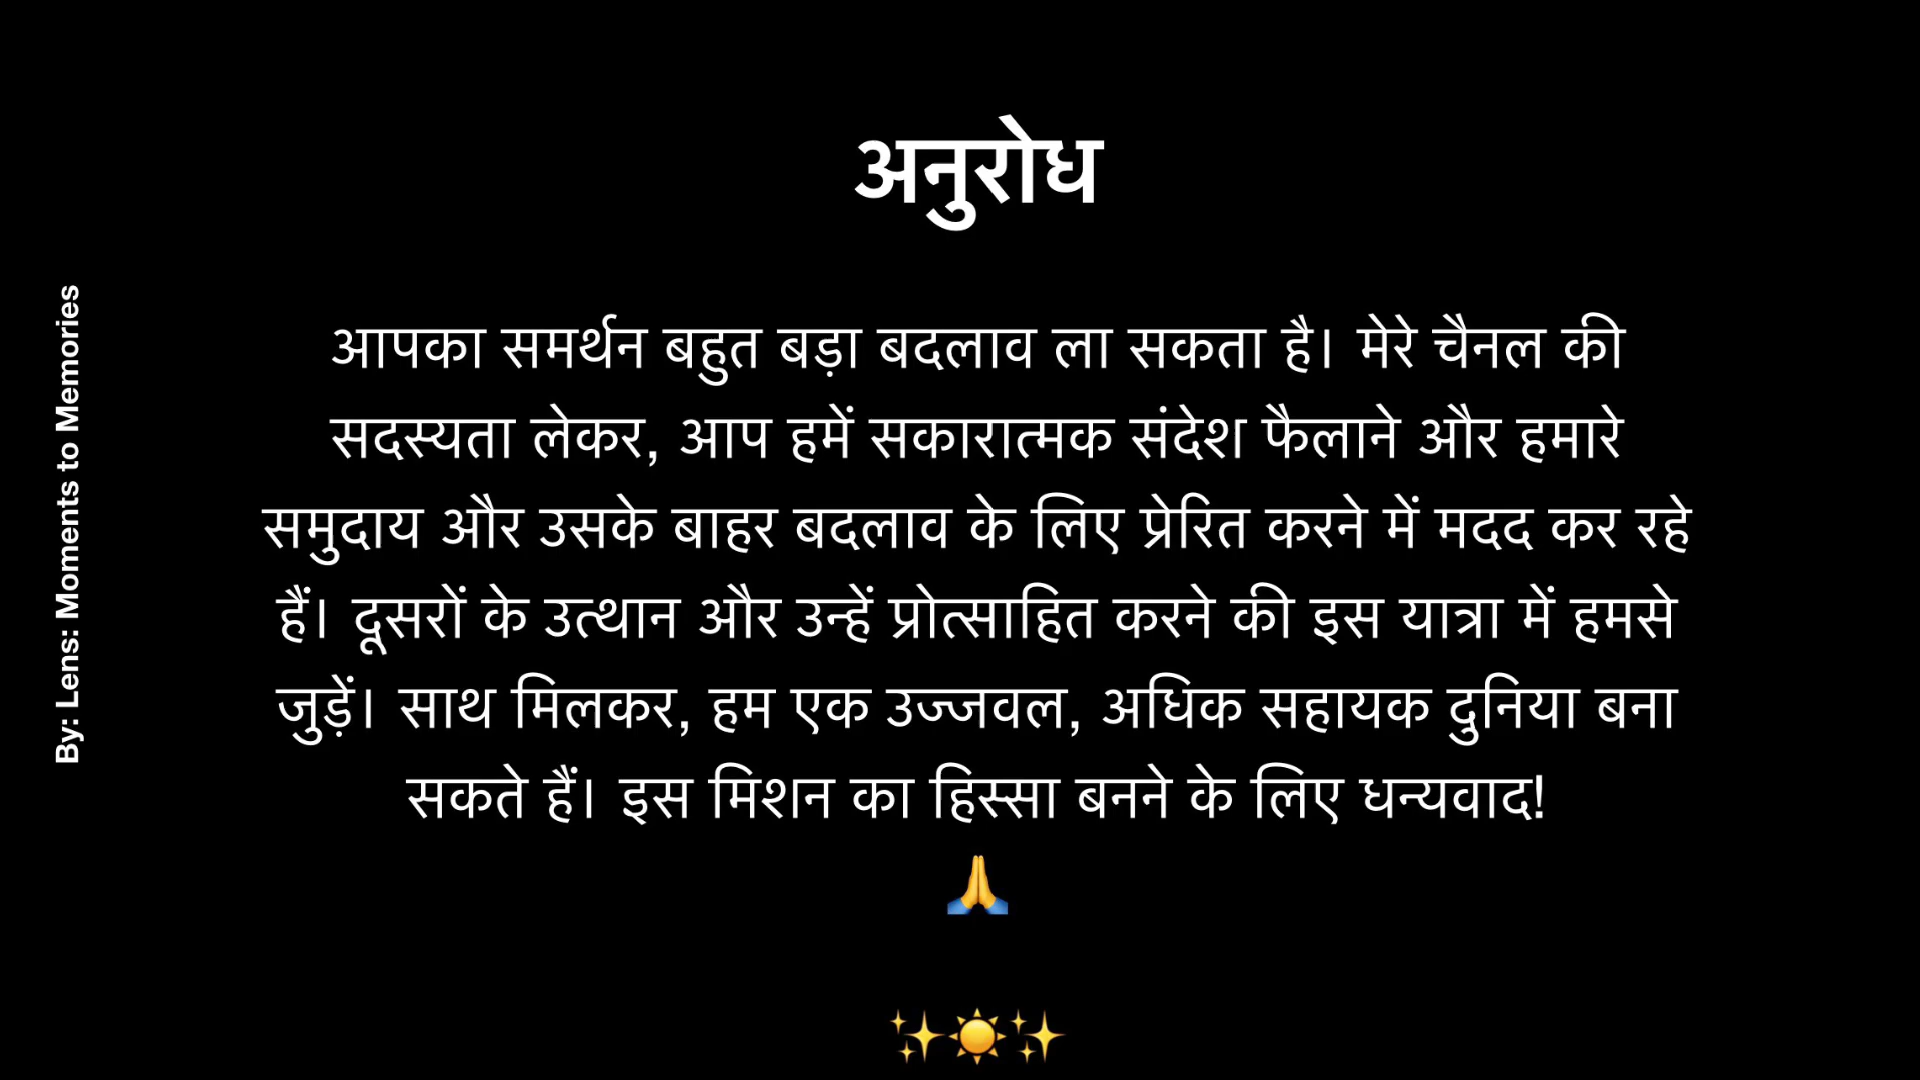 अनुरोध
आपका समर्थन बहुत बड़ा बदलाव ला सकता है। मेरे चैनल की
सदस्यता लेकर, आप हमें सकारात्मक संदेश फैलाने और हमारे
समुदाय और उसके बाहर बदलाव के लिए प्रेरित करने में मदद कर रहे
हैं। दूसरों के उत्थान और उन्हें प्रोत्साहित करने की इस यात्रा में हमसे
जुड़ें। साथ मिलकर, हम एक उज्जवल, अधिक सहायक दुनिया बना
सकते हैं। इस मिशन का हिस्सा बनने के लिए धन्यवाद!
🙏
✨☀️✨
By: Lens: Moments to Memories